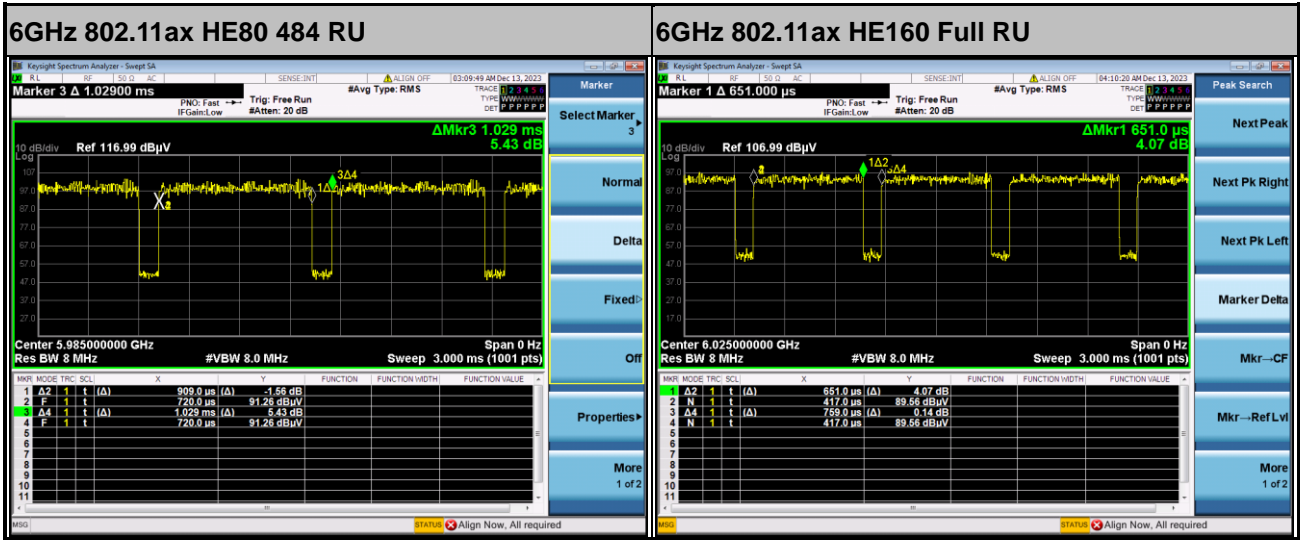 6GHz 802.11ax HE80 484 RU
Keysight Spectrum Analyzer - Swept SA
RL RF 50 Ω AC SENSE:INT ALIGN OFF 03:09:49 AM Dec 13, 2023
Marker 3 Δ 1.02900 ms
PNO: Fast
IFGain:Low
Trig: Free Run
#Atten: 20 dB
#Avg Type: RMS
TRACE 1 2 3 4 5 6
TYPE WWWWWW
DET P P P P P P
ΔMkr3 1.029 ms
5.43 dB
10 dB/div Ref 116.99 dBµV
Log
107
97.0
87.0
77.0
67.0
57.0
47.0
37.0
27.0
3Δ4
Center 5.985000000 GHz Span 0 Hz
Res BW 8 MHz #VBW 8.0 MHz Sweep 3.000 ms (1001 pts)
MKR MODE TRC SCL X Y FUNCTION FUNCTION WIDTH FUNCTION VALUE
1 Δ2 1 t (Δ) 909.0 µs (Δ) -1.56 dB
2 F 1 t 720.0 µs 91.26 dBµV
3 Δ4 1 t (Δ) 1.029 ms (Δ) 5.43 dB
4 F 1 t 720.0 µs 91.26 dBµV
5
6
7
8
9
10
11
MSG STATUS Align Now, All required
Marker
Select Marker
3
Normal
Delta
Fixed
Off
Properties
More
1 of 2
6GHz 802.11ax HE160 Full RU
Keysight Spectrum Analyzer - Swept SA
RL RF 50 Ω AC SENSE:INT ALIGN OFF 04:10:20 AM Dec 13, 2023
Marker 1 Δ 651.000 µs
PNO: Fast
IFGain:Low
Trig: Free Run
#Atten: 20 dB
#Avg Type: RMS
TRACE 1 2 3 4 5 6
TYPE WWWWWW
DET P P P P P P
ΔMkr1 651.0 µs
4.07 dB
10 dB/div Ref 106.99 dBµV
Log
97.0
87.0
77.0
67.0
57.0
47.0
37.0
27.0
17.0
1Δ2
3Δ4
Center 6.025000000 GHz Span 0 Hz
Res BW 8 MHz #VBW 8.0 MHz Sweep 3.000 ms (1001 pts)
MKR MODE TRC SCL X Y FUNCTION FUNCTION WIDTH FUNCTION VALUE
1 Δ2 1 t (Δ) 651.0 µs (Δ) 4.07 dB
2 N 1 t 417.0 µs 89.56 dBµV
3 Δ4 1 t (Δ) 759.0 µs (Δ) 0.14 dB
4 N 1 t 417.0 µs 89.56 dBµV
5
6
7
8
9
10
11
MSG STATUS Align Now, All required
Peak Search
Next Peak
Next Pk Right
Next Pk Left
Marker Delta
Mkr→CF
Mkr→Ref Lvl
More
1 of 2